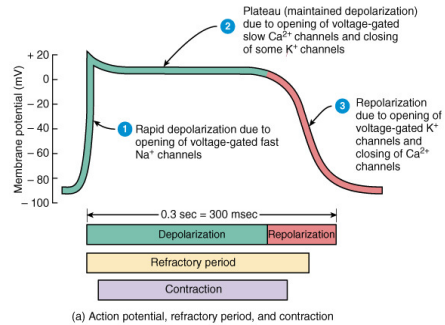 Plateau (maintained depolarization)
2 due to opening of voltage-gated
slow Ca2+ channels and closing
of some K+ channels
+ 20
0
– 20
– 40
– 60
– 80
– 100
Membrane potential (mV)
1 Rapid depolarization due to
opening of voltage-gated fast
Na+ channels
3 Repolarization
due to opening of
voltage-gated K+
channels and
closing of Ca2+
channels
0.3 sec = 300 msec
Depolarization Repolarization
Refractory period
Contraction
(a) Action potential, refractory period, and contraction